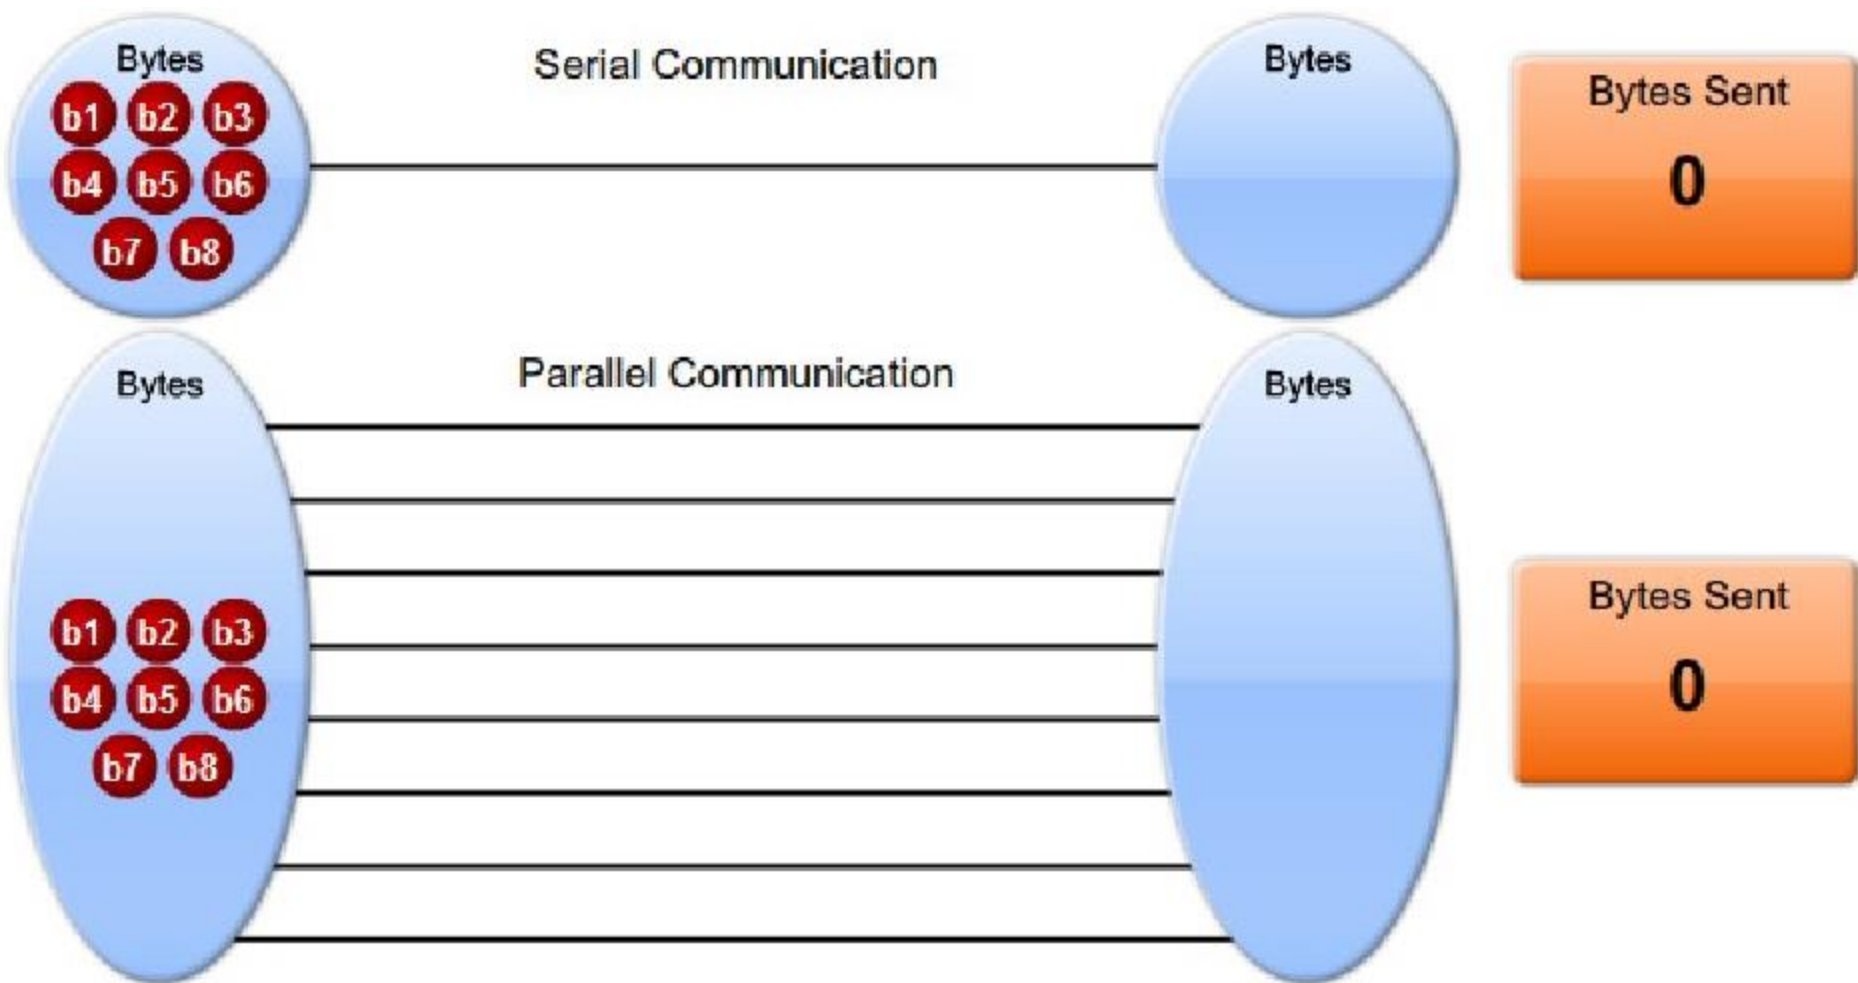 Bytes
Serial Communication
Bytes
Bytes Sent
b1 b2 b3
0
b4 b5 b6
b7 b8
Bytes
Parallel Communication
Bytes
Bytes Sent
b1 b2 b3
0
b4 b5 b6
b7 b8